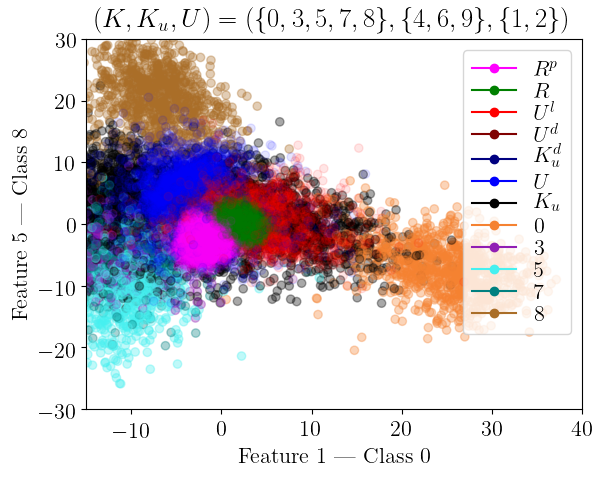 (K, K_u, U) = ({0, 3, 5, 7, 8}, {4, 6, 9}, {1, 2})
Feature 5 — Class 8
30
20
10
0
−10
−20
−30
R^p
R
U^l
U^d
K_u^d
U
K_u
0
3
5
7
8
−10
0
10
20
30
40
Feature 1 — Class 0